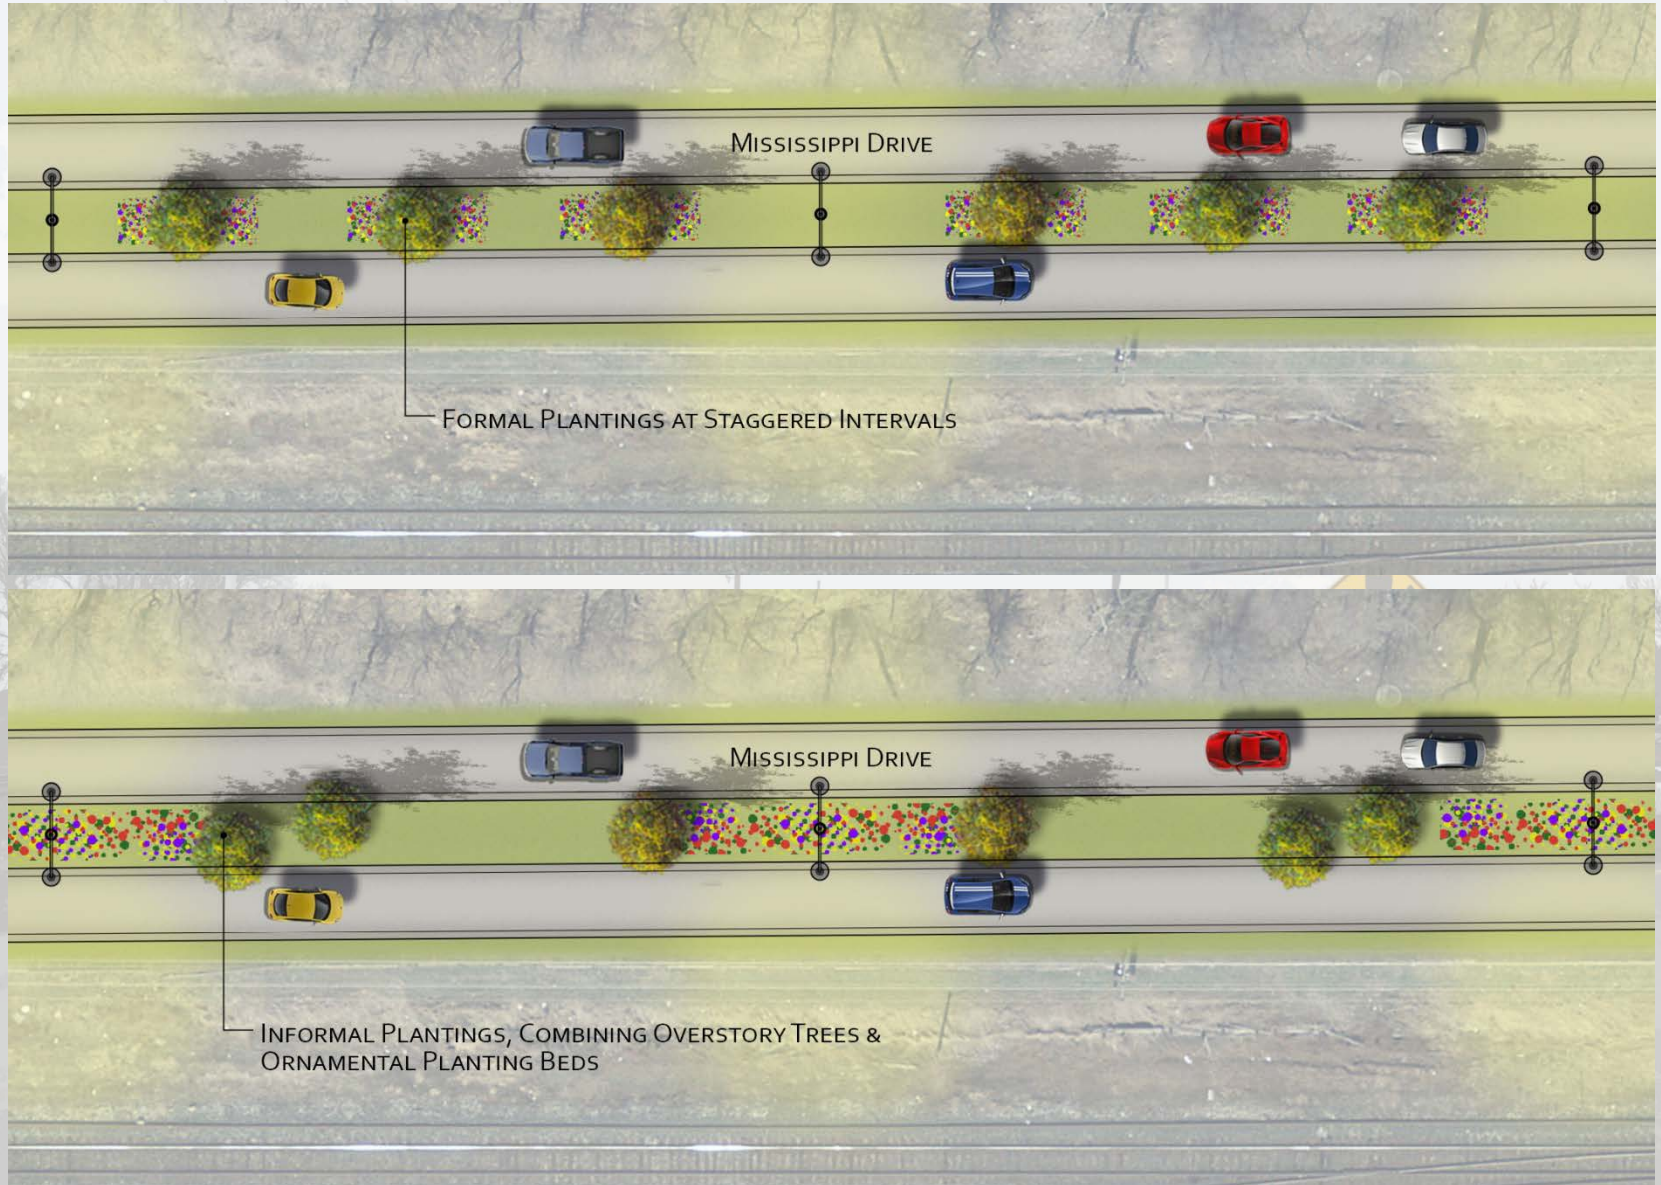 Mississippi Drive
Formal Plantings at Staggered Intervals
Mississippi Drive
Informal Plantings, Combining Overstory Trees &
Ornamental Planting Beds